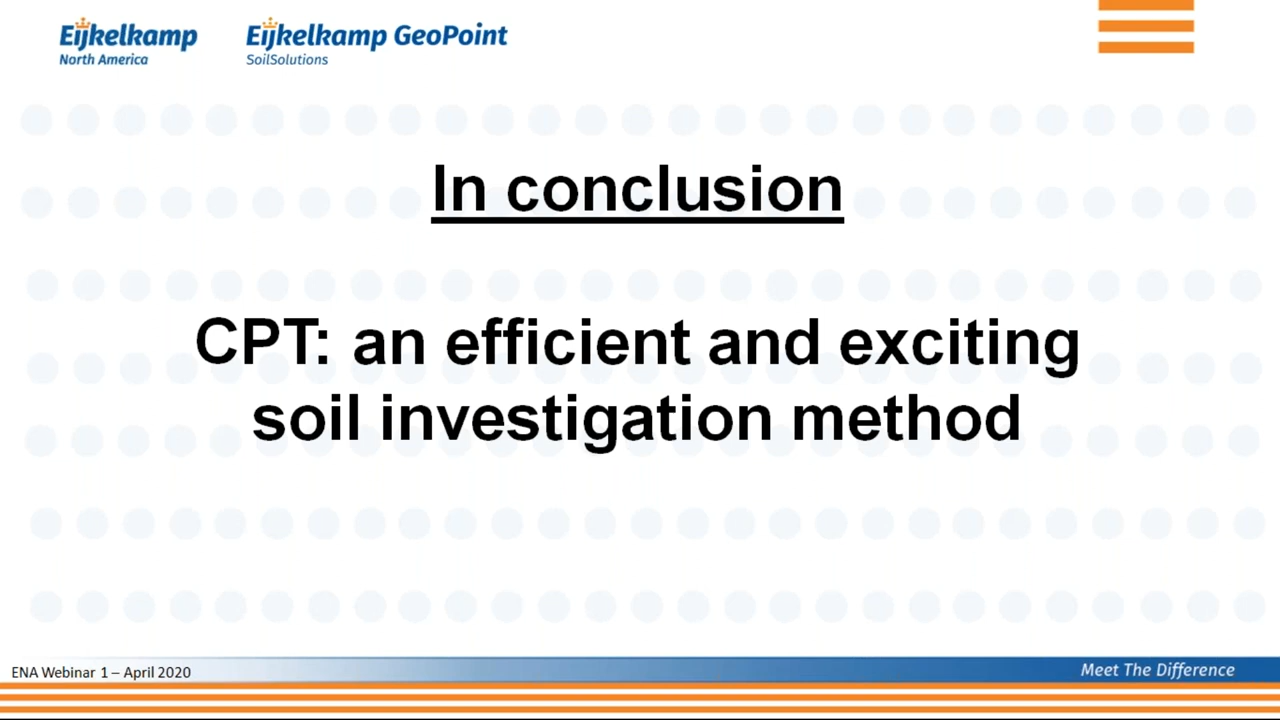 Eijkelkamp
North America
Eijkelkamp GeoPoint
SoilSolutions
In conclusion
CPT: an efficient and exciting
soil investigation method
ENA Webinar 1 – April 2020
Meet The Difference